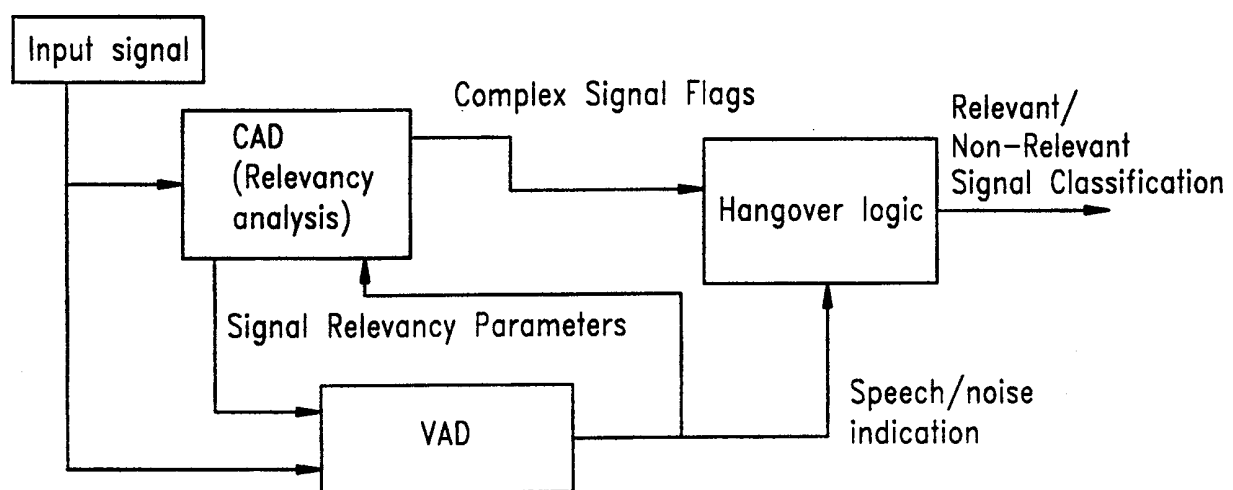 Input signal
Complex Signal Flags
CAD
(Relevancy
analysis)
Relevant/
Non-Relevant
Signal Classification
Hangover logic
Signal Relevancy Parameters
VAD
Speech/noise
indication